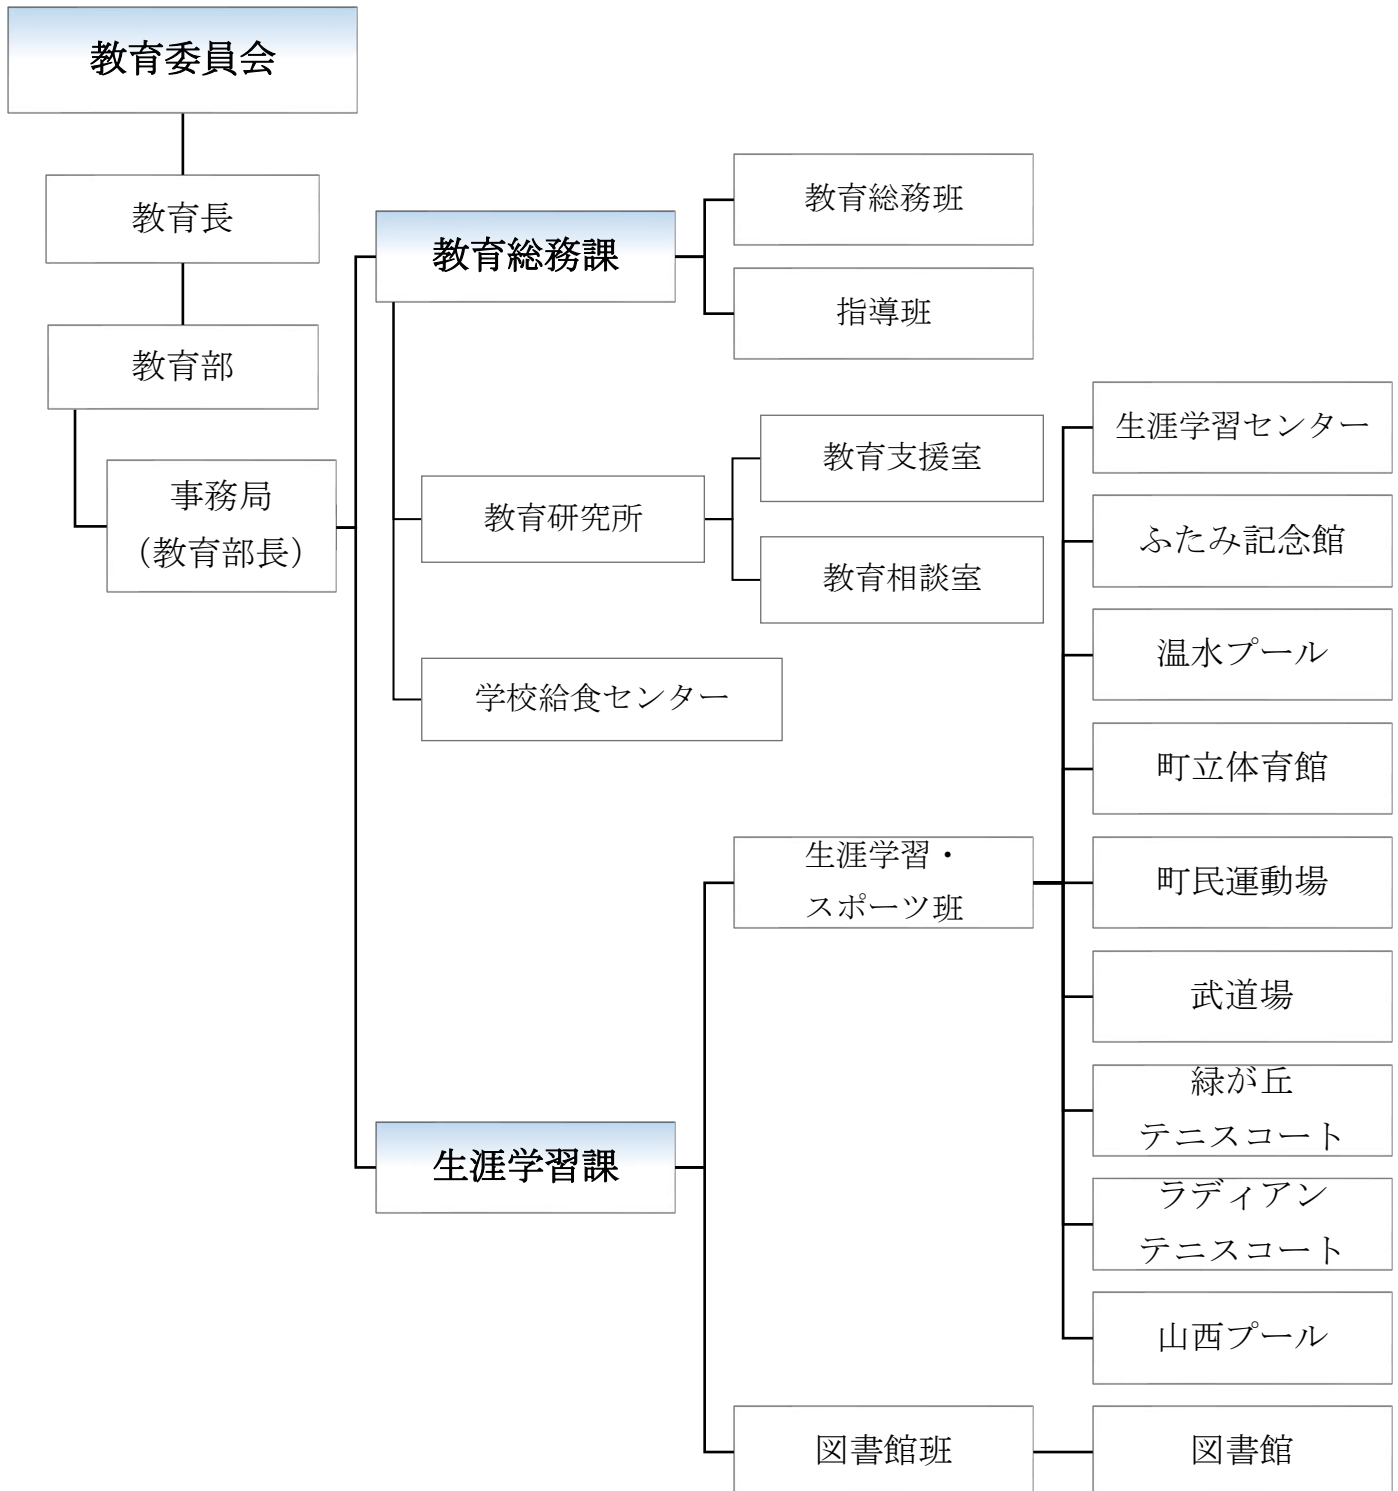 教育委員会
教育長
教育部
事務局
（教育部長）
教育総務課
教育総務班
指導班
教育研究所
教育支援室
教育相談室
学校給食センター
生涯学習課
生涯学習・
スポーツ班
生涯学習センター
ふたみ記念館
温水プール
町立体育館
町民運動場
武道場
緑が丘
テニスコート
ラディアン
テニスコート
山西プール
図書館班
図書館